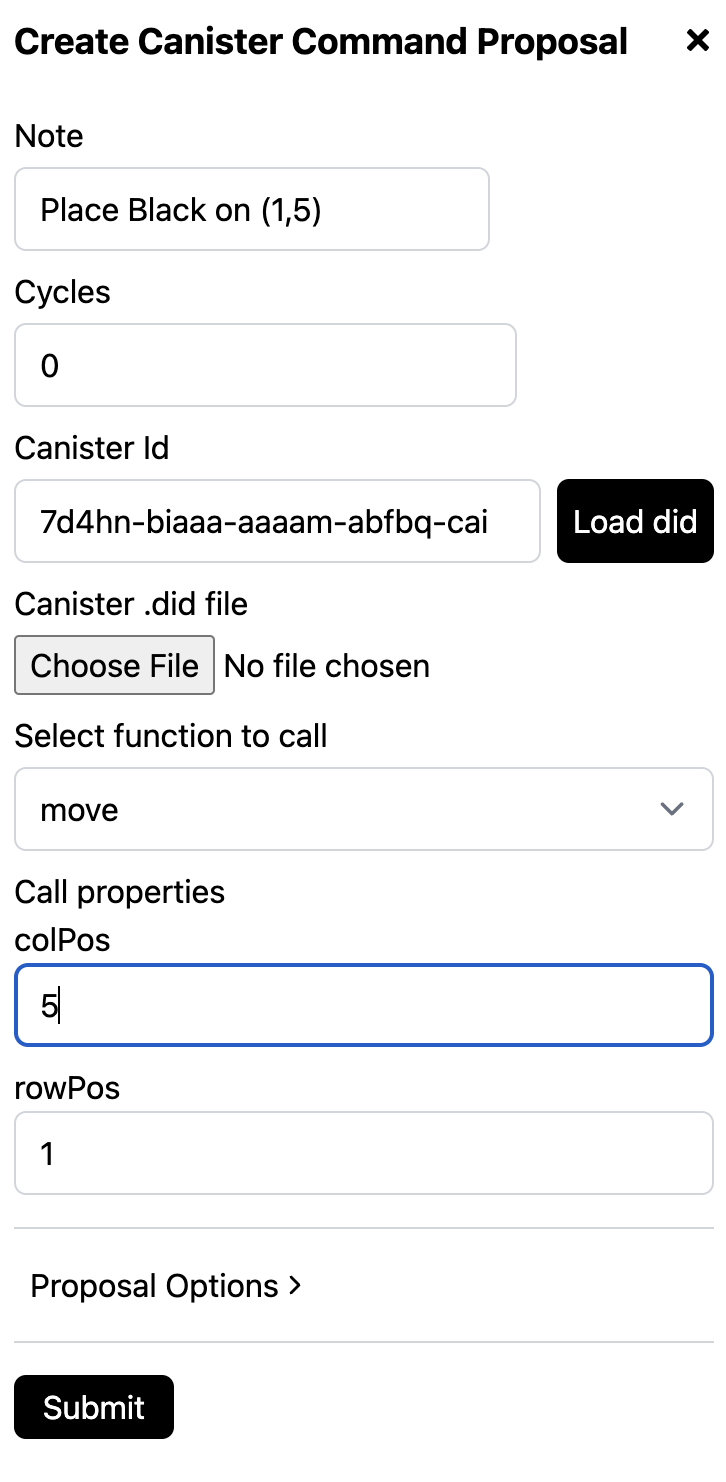 Create Canister Command Proposal
Note
Place Black on (1,5)
Cycles
0
Canister Id
7d4hn-biaaa-aaaam-abfbq-cai Load did
Canister .did file
Choose File No file chosen
Select function to call
move
Call properties
colPos
5
rowPos
1
Proposal Options >
Submit